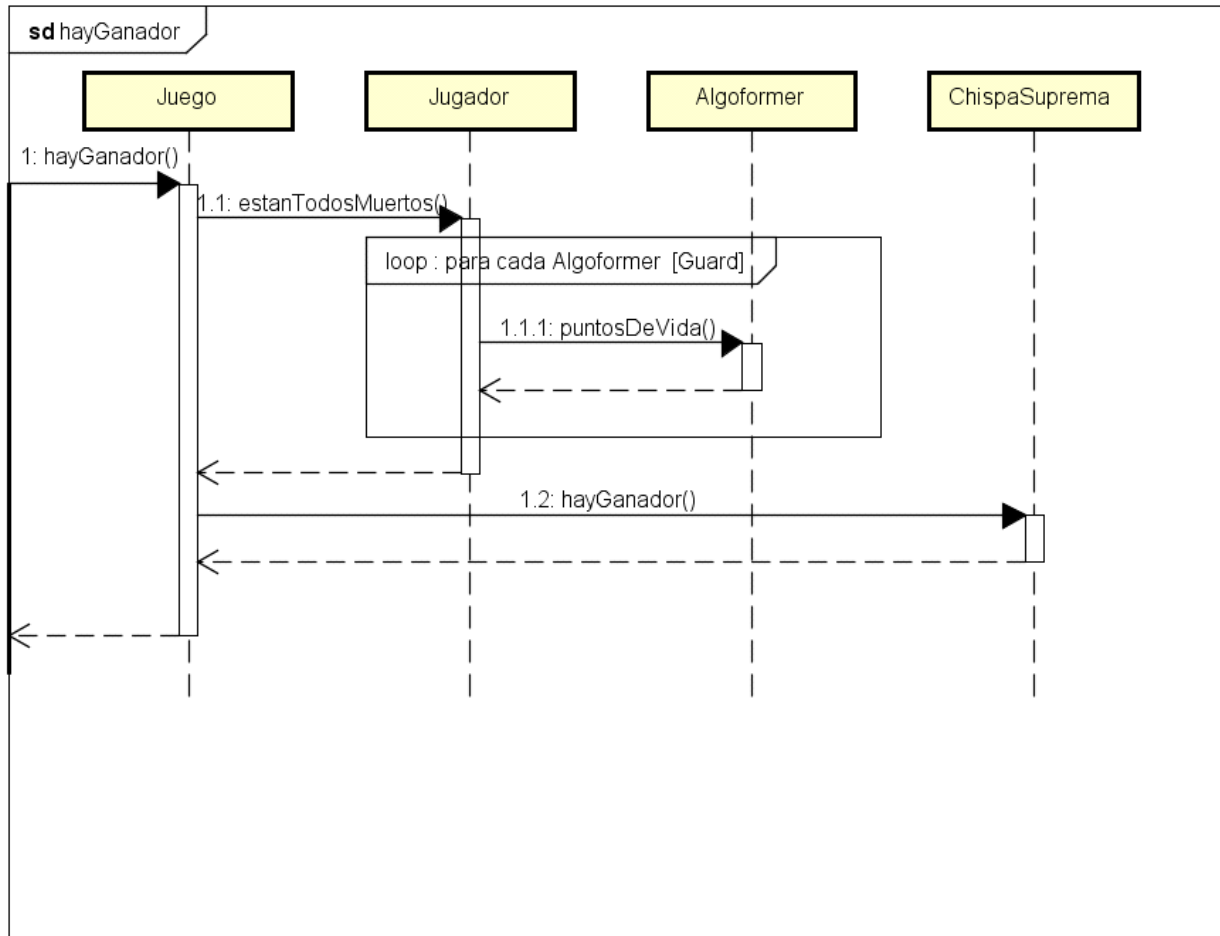 sd hayGanador
Juego
Jugador
Algoformer
ChispaSuprema
1: hayGanador()
1.1: estanTodosMuertos()
loop : para cada Algoformer [Guard]
1.1.1: puntosDeVida()
1.2: hayGanador()